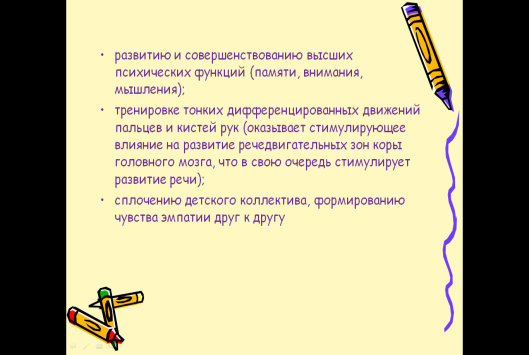 • развитию и совершенствованию высших
психических функций (памяти, внимания,
мышления);
• тренировке тонких дифференцированных движений
пальцев и кистей рук (оказывает стимулирующее
влияние на развитие речедвигательных зон коры
головного мозга, что в свою очередь стимулирует
развитие речи);
• сплочению детского коллектива, формированию
чувства эмпатии друг к другу